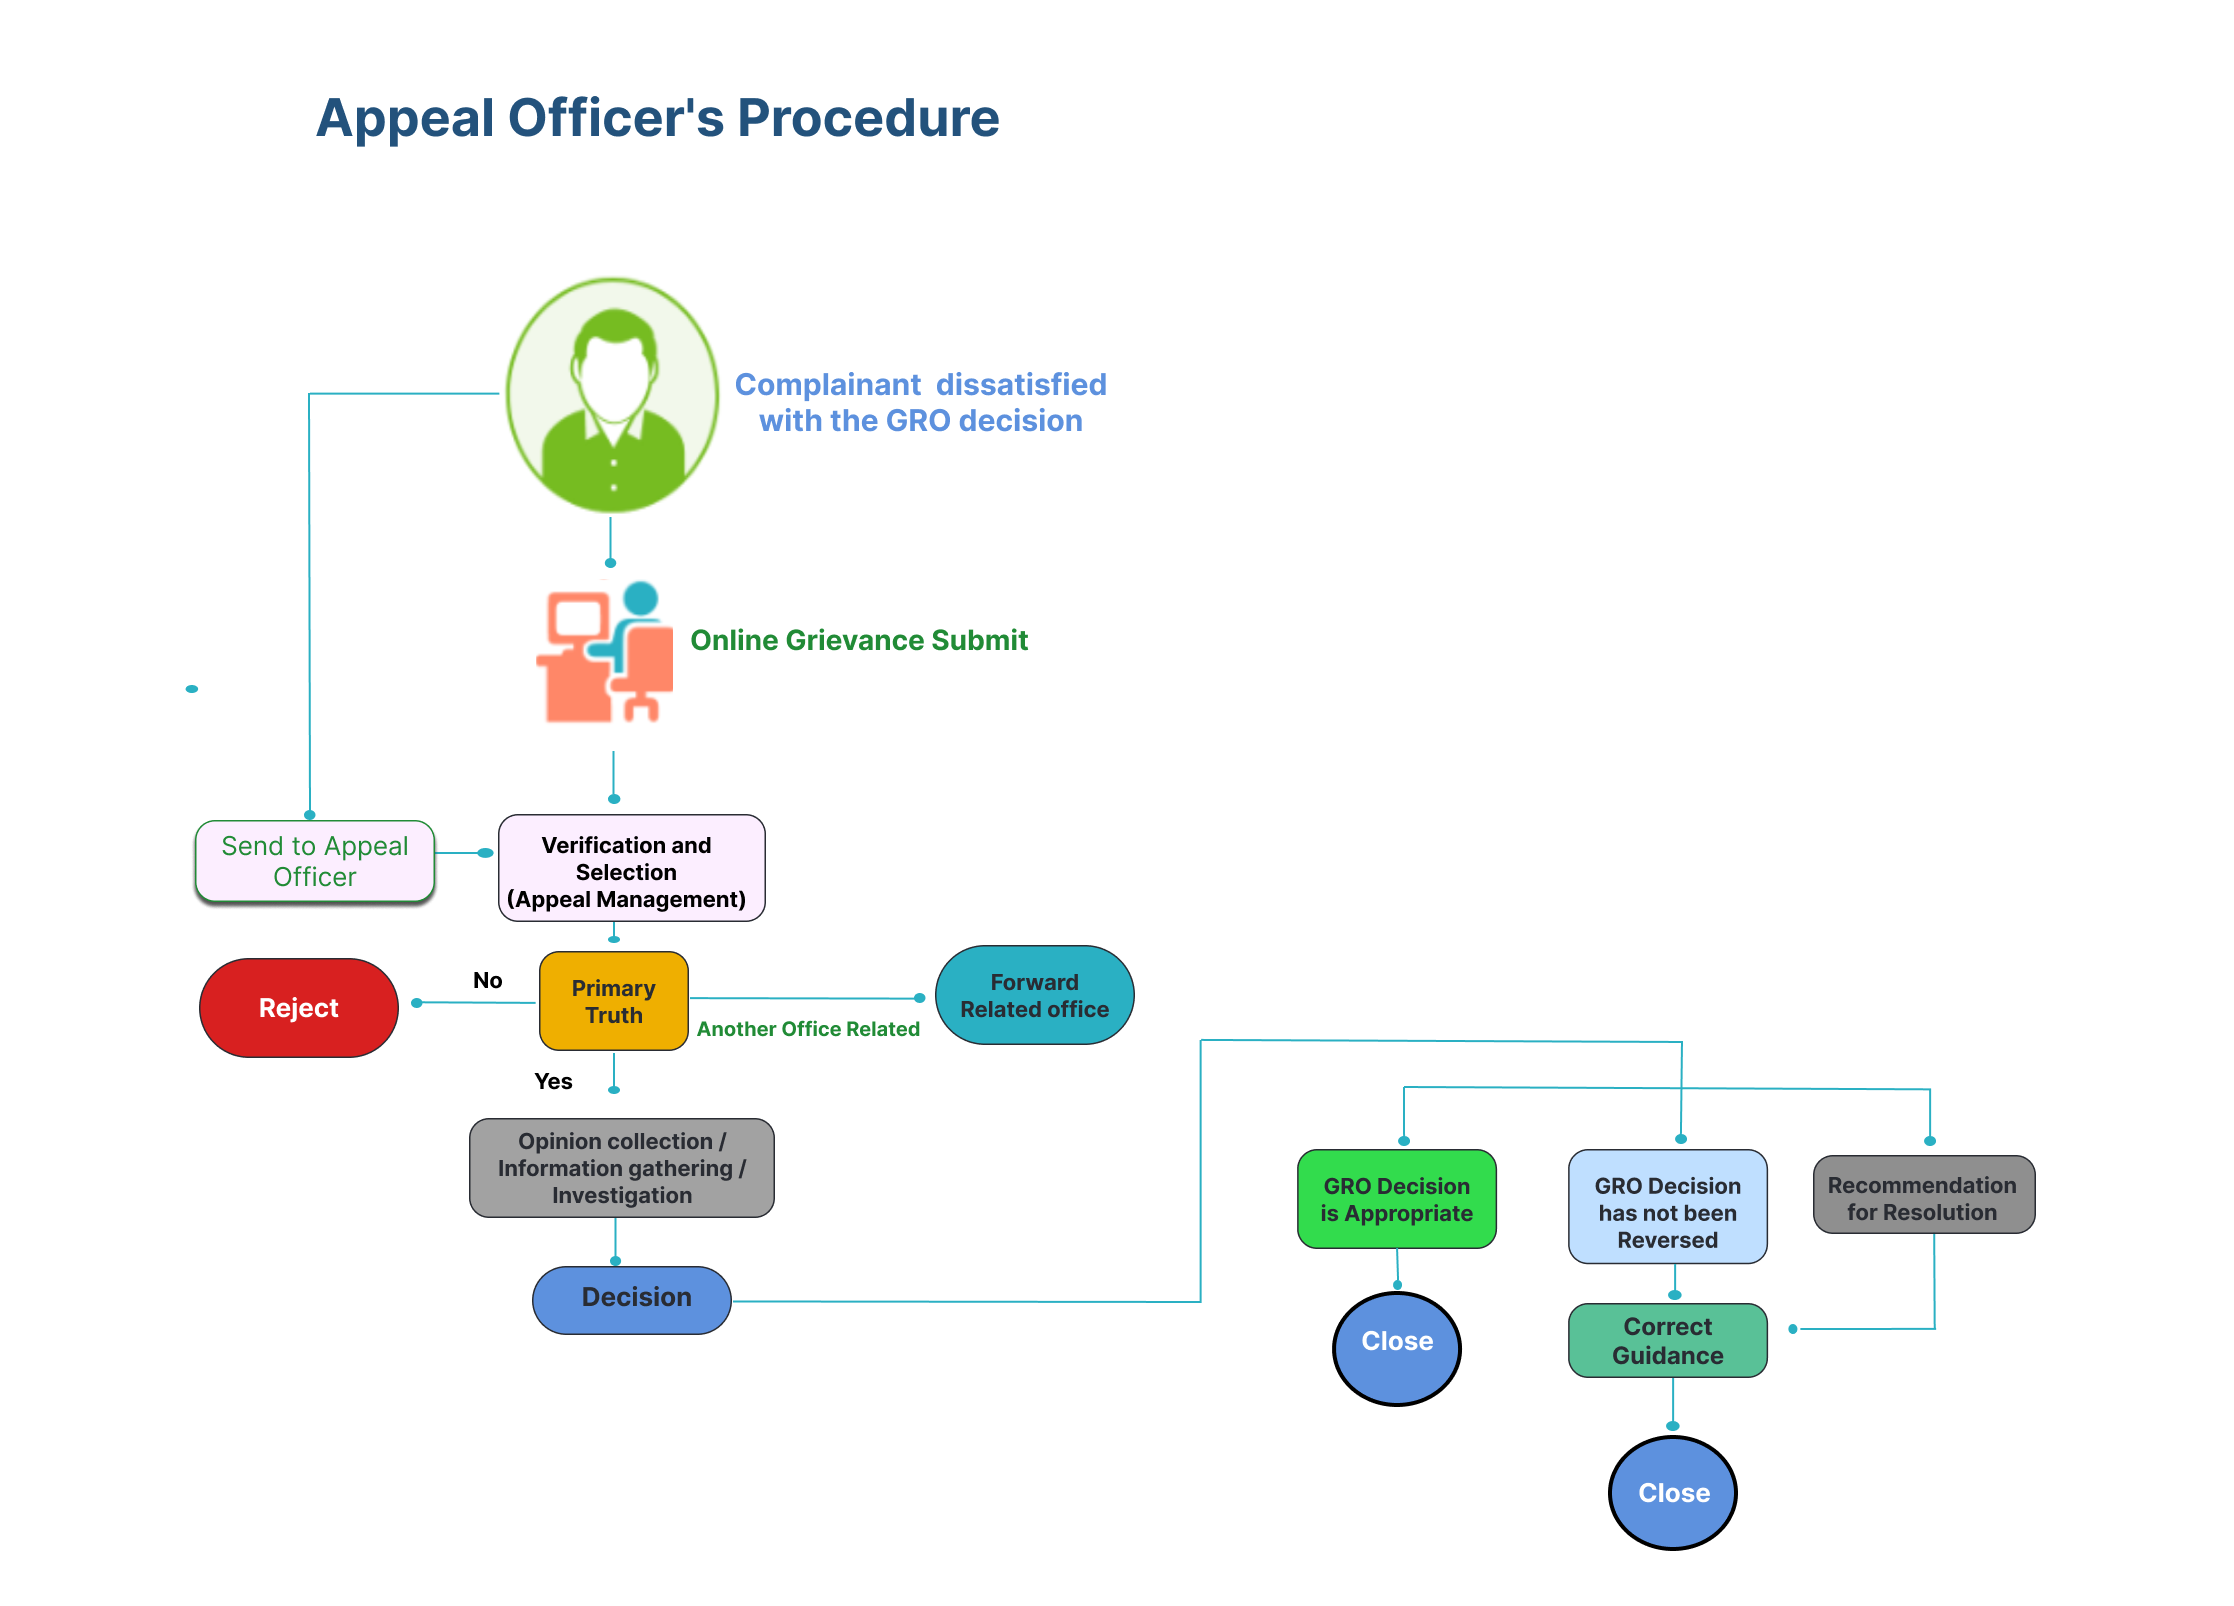 Appeal Officer's Procedure
Complainant dissatisfied
with the GRO decision
Online Grievance Submit
Send to Appeal
Officer
Verification and
Selection
(Appeal Management)
Reject
No
Primary
Truth
Another Office Related
Forward
Related office
Yes
Opinion collection /
Information gathering /
Investigation
Decision
GRO Decision
is Appropriate
GRO Decision
has not been
Reversed
Recommendation
for Resolution
Close
Correct
Guidance
Close